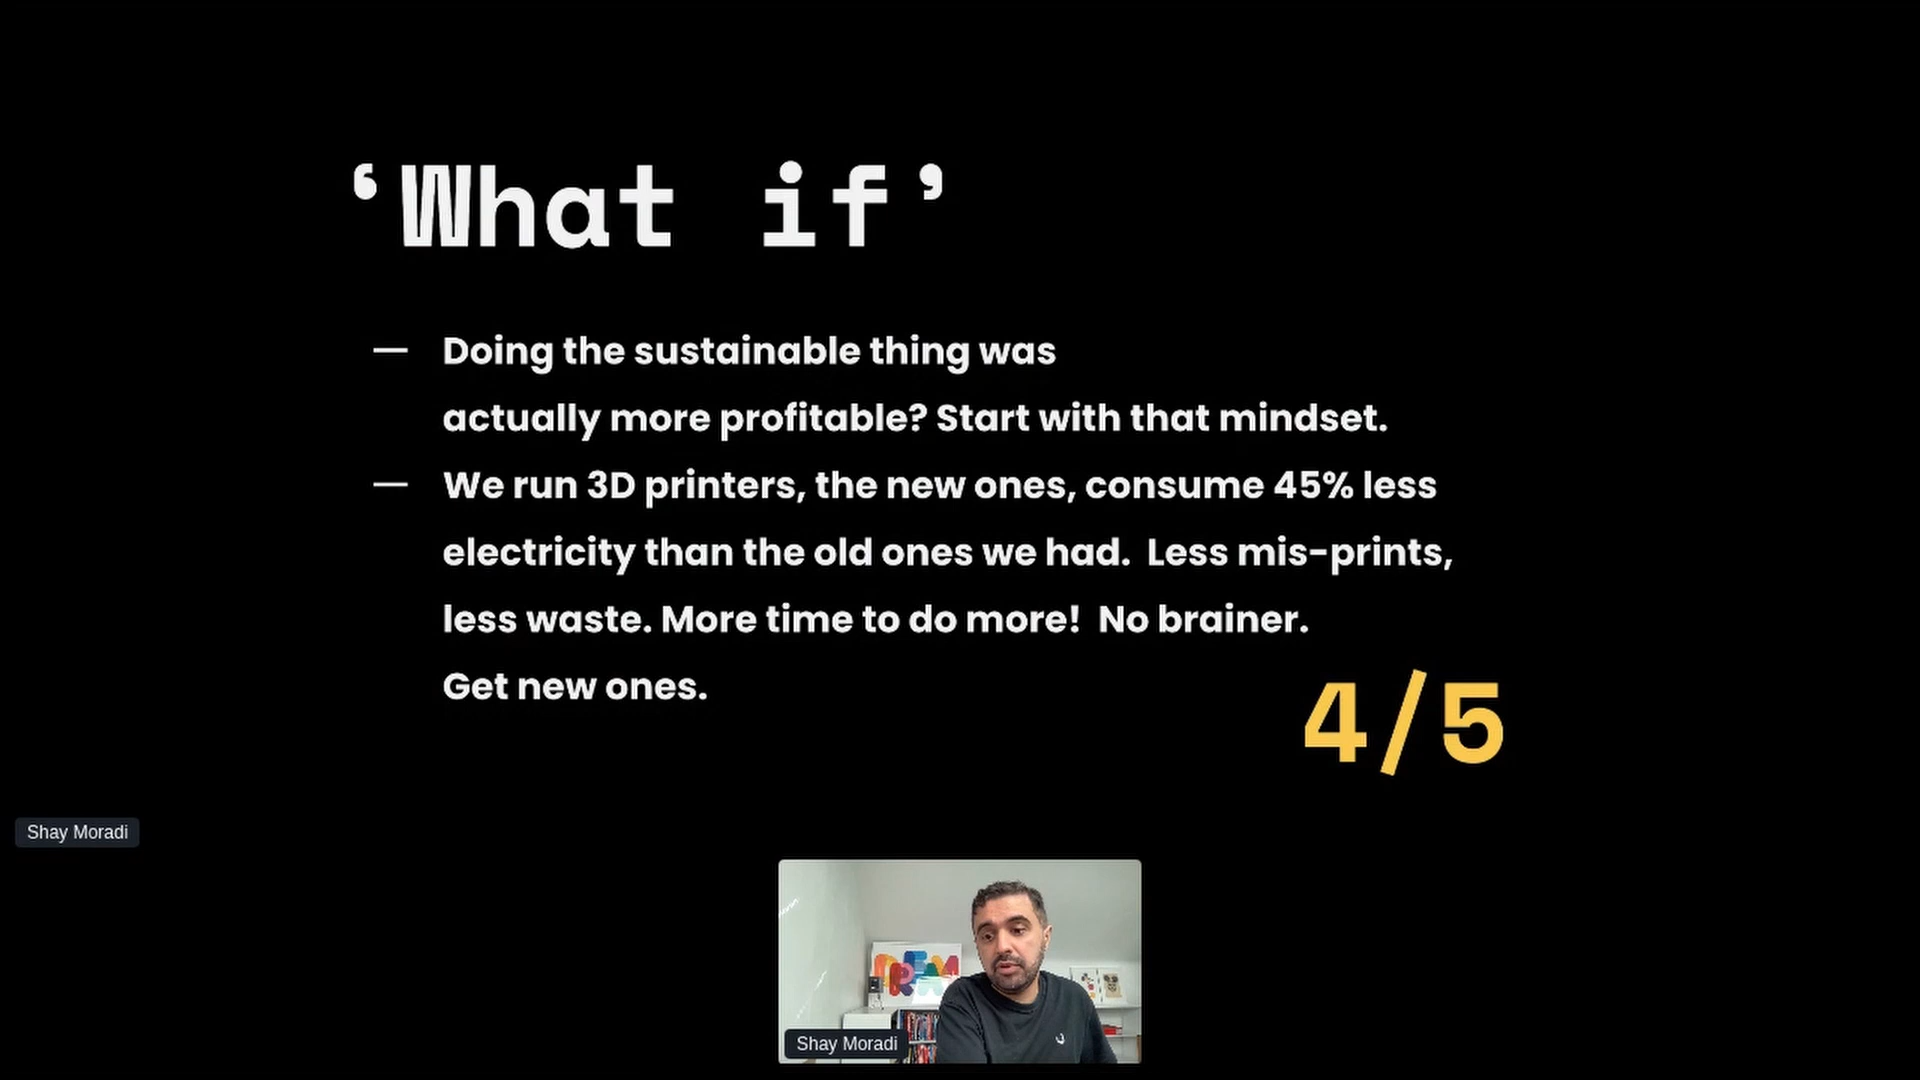 ‘What if’
— Doing the sustainable thing was
actually more profitable? Start with that mindset.
— We run 3D printers, the new ones, consume 45% less
electricity than the old ones we had.  Less mis-prints,
less waste. More time to do more!  No brainer.
Get new ones.
4/5
Shay Moradi
DREAM
Shay Moradi